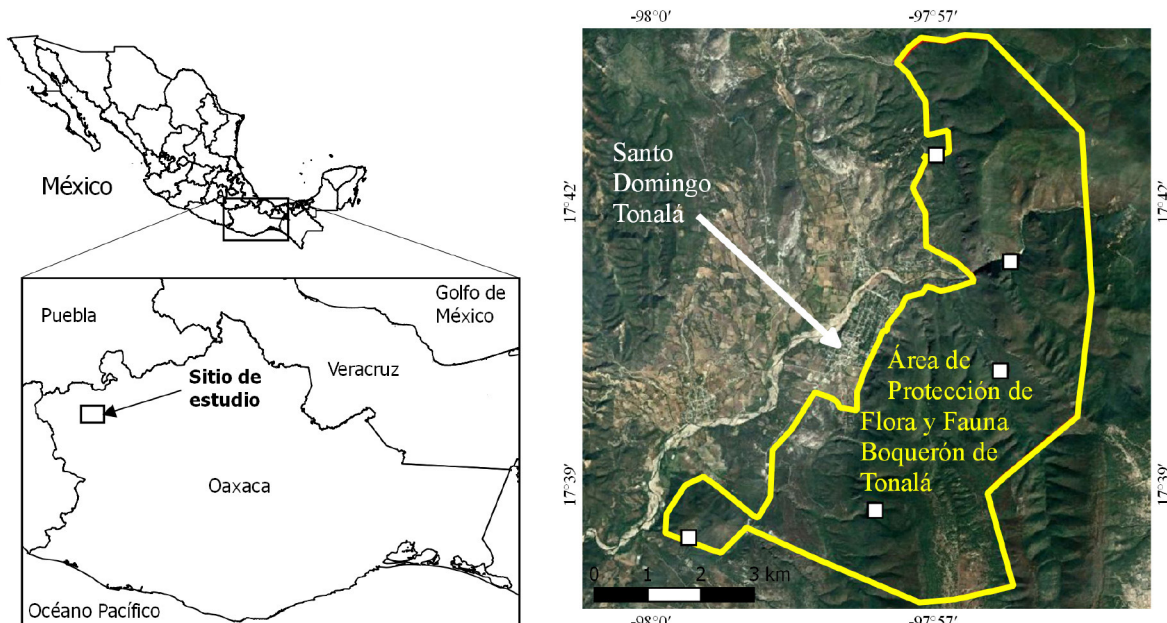 México
Puebla
Golfo de
México
Veracruz
Sitio de
estudio
Oaxaca
Océano Pacífico
-98°0′
-97°57′
17°42′
17°42′
Santo
Domingo
Tonalá
Área de
Protección de
Flora y Fauna
Boquerón de
Tonalá
17°39′
17°39′
0 1 2 3 km
-98°0′
-97°57′